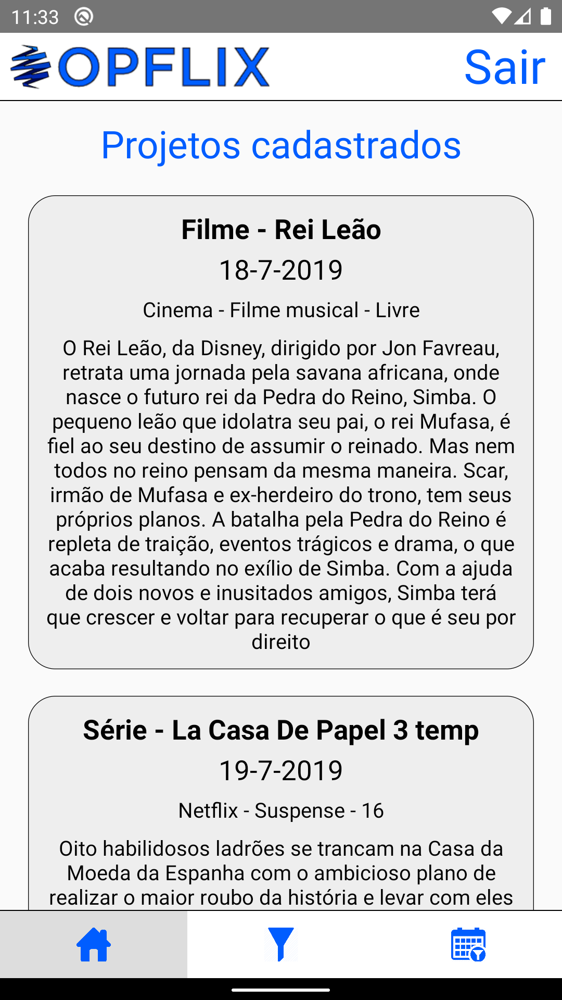 11:33
OPFLIX
Sair
Projetos cadastrados
Filme - Rei Leão
18-7-2019
Cinema - Filme musical - Livre
O Rei Leão, da Disney, dirigido por Jon Favreau,
retrata uma jornada pela savana africana, onde
nasce o futuro rei da Pedra do Reino, Simba. O
pequeno leão que idolatra seu pai, o rei Mufasa, é
fiel ao seu destino de assumir o reinado. Mas nem
todos no reino pensam da mesma maneira. Scar,
irmão de Mufasa e ex-herdeiro do trono, tem seus
próprios planos. A batalha pela Pedra do Reino é
repleta de traição, eventos trágicos e drama, o que
acaba resultando no exílio de Simba. Com a ajuda
de dois novos e inusitados amigos, Simba terá
que crescer e voltar para recuperar o que é seu por
direito
Série - La Casa De Papel 3 temp
19-7-2019
Netflix - Suspense - 16
Oito habilidosos ladrões se trancam na Casa da
Moeda da Espanha com o ambicioso plano de
realizar o maior roubo da história e levar com eles